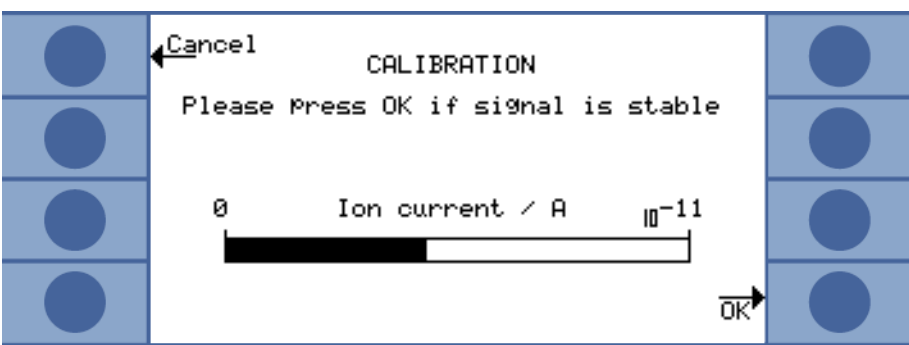 Cancel
CALIBRATION
Please press OK if signal is stable
0 Ion current / A 10⁻¹¹
OK